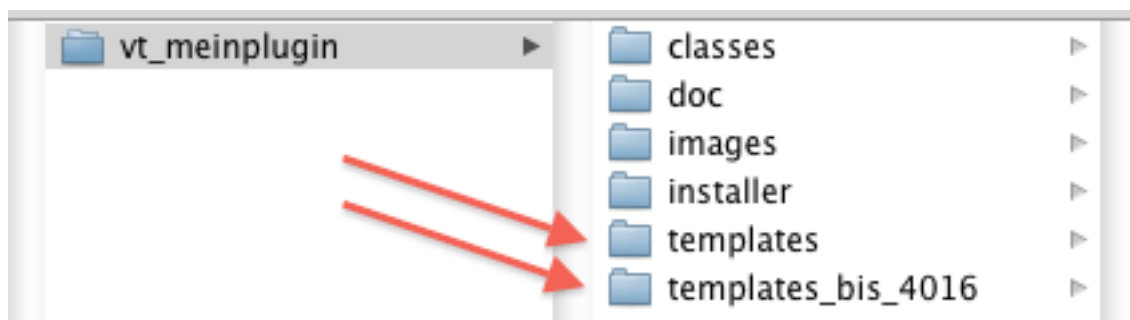 vt_meinplugin
classes
doc
images
installer
templates
templates_bis_4016